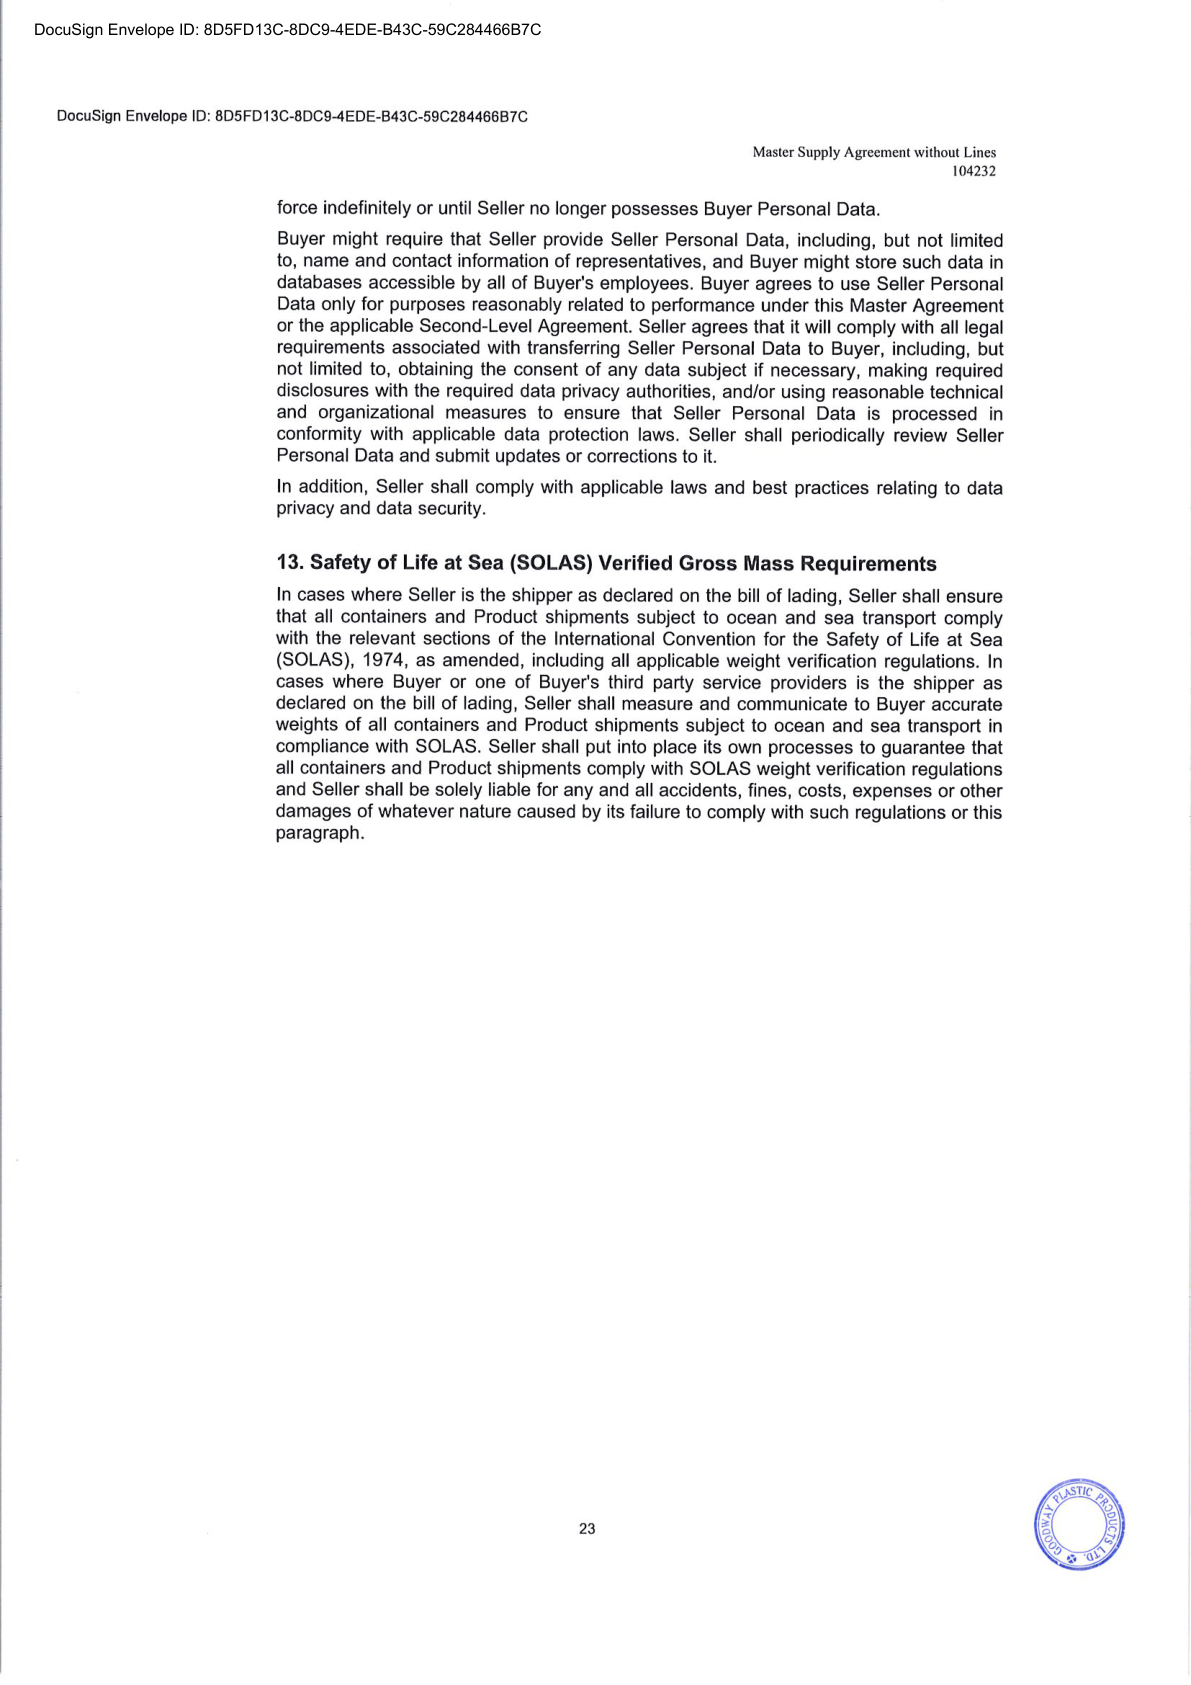 DocuSign Envelope ID: 8D5FD13C-8DC9-4EDE-B43C-59C284466B7C
DocuSign Envelope ID: 8D5FD13C-8DC9-4EDE-B43C-59C284466B7C
Master Supply Agreement without Lines
104232
force indefinitely or until Seller no longer possesses Buyer Personal Data.
Buyer might require that Seller provide Seller Personal Data, including, but not limited
to, name and contact information of representatives, and Buyer might store such data in
databases accessible by all of Buyer's employees. Buyer agrees to use Seller Personal
Data only for purposes reasonably related to performance under this Master Agreement
or the applicable Second-Level Agreement. Seller agrees that it will comply with all legal
requirements associated with transferring Seller Personal Data to Buyer, including, but
not limited to, obtaining the consent of any data subject if necessary, making required
disclosures with the required data privacy authorities, and/or using reasonable technical
and organizational measures to ensure that Seller Personal Data is processed in
conformity with applicable data protection laws. Seller shall periodically review Seller
Personal Data and submit updates or corrections to it.
In addition, Seller shall comply with applicable laws and best practices relating to data
privacy and data security.
13. Safety of Life at Sea (SOLAS) Verified Gross Mass Requirements
In cases where Seller is the shipper as declared on the bill of lading, Seller shall ensure
that all containers and Product shipments subject to ocean and sea transport comply
with the relevant sections of the International Convention for the Safety of Life at Sea
(SOLAS), 1974, as amended, including all applicable weight verification regulations. In
cases where Buyer or one of Buyer's third party service providers is the shipper as
declared on the bill of lading, Seller shall measure and communicate to Buyer accurate
weights of all containers and Product shipments subject to ocean and sea transport in
compliance with SOLAS. Seller shall put into place its own processes to guarantee that
all containers and Product shipments comply with SOLAS weight verification regulations
and Seller shall be solely liable for any and all accidents, fines, costs, expenses or other
damages of whatever nature caused by its failure to comply with such regulations or this
paragraph.
23
GOODWAY PLASTIC PRODUCTS LTD.